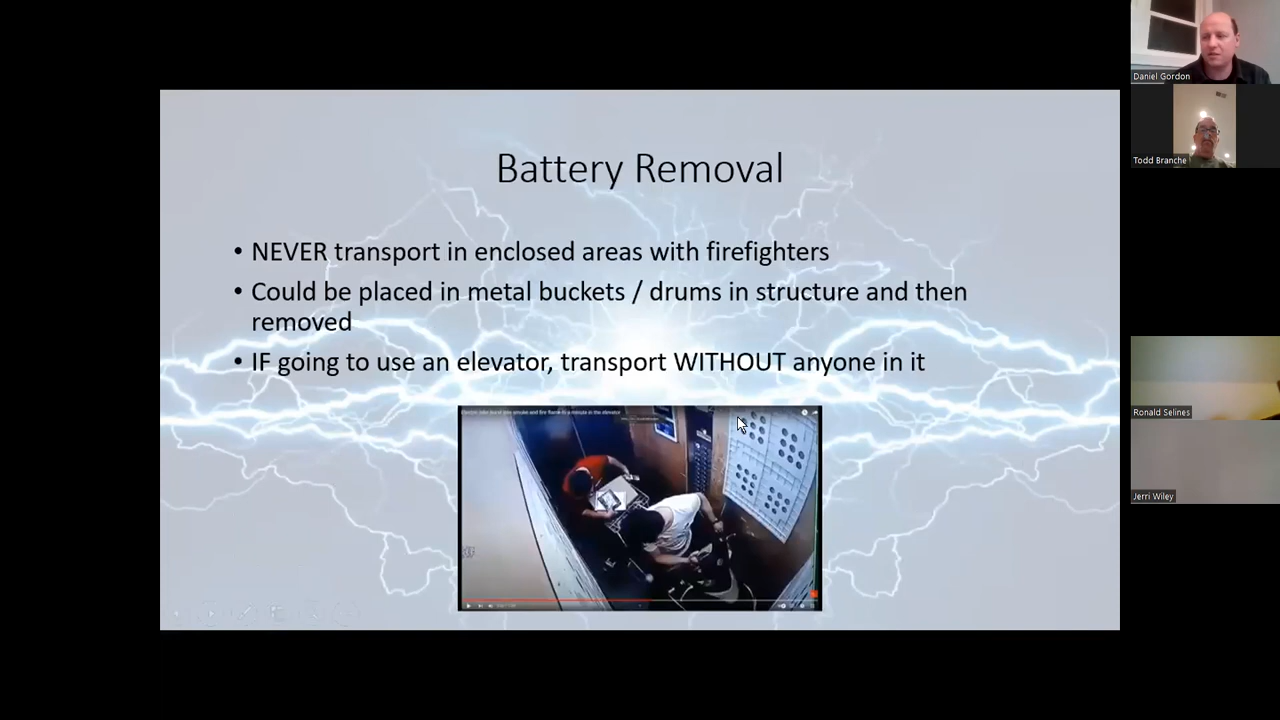 Battery Removal
• NEVER transport in enclosed areas with firefighters
• Could be placed in metal buckets / drums in structure and then
removed
• IF going to use an elevator, transport WITHOUT anyone in it
Daniel Gordon
Todd Branche
Ronald Selines
Jerri Wiley